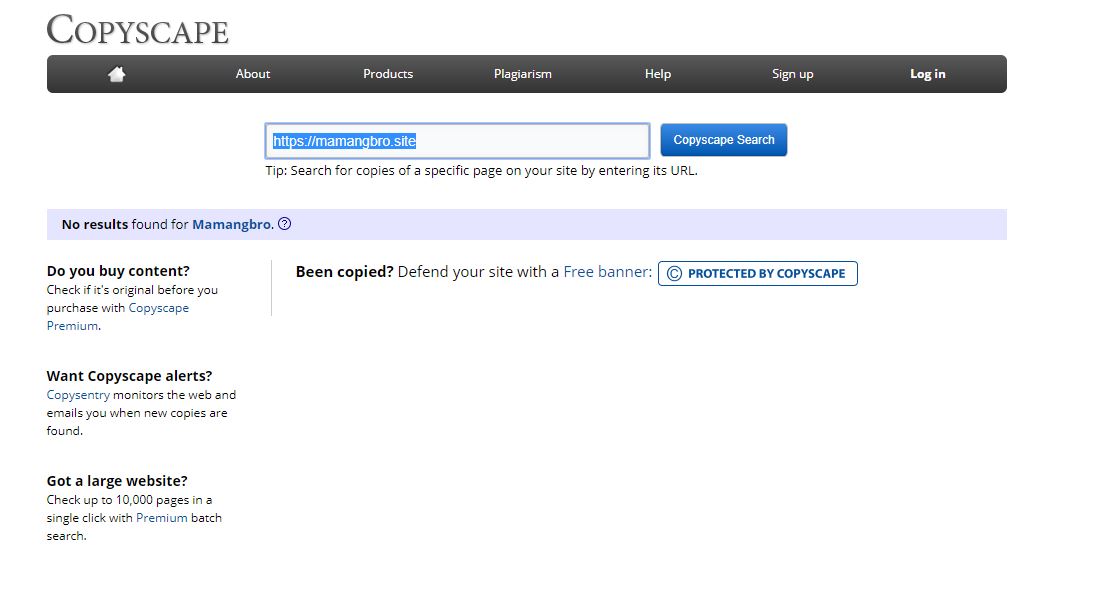 COPYSCAPE
About Products Plagiarism Help Sign up Log in
https://mamangbro.site Copyscape Search
Tip: Search for copies of a specific page on your site by entering its URL.
No results found for Mamangbro. ?
Do you buy content?
Check if it's original before you
purchase with Copyscape
Premium.
Been copied? Defend your site with a Free banner: © PROTECTED BY COPYSCAPE
Want Copyscape alerts?
Copysentry monitors the web and
emails you when new copies are
found.
Got a large website?
Check up to 10,000 pages in a
single click with Premium batch
search.